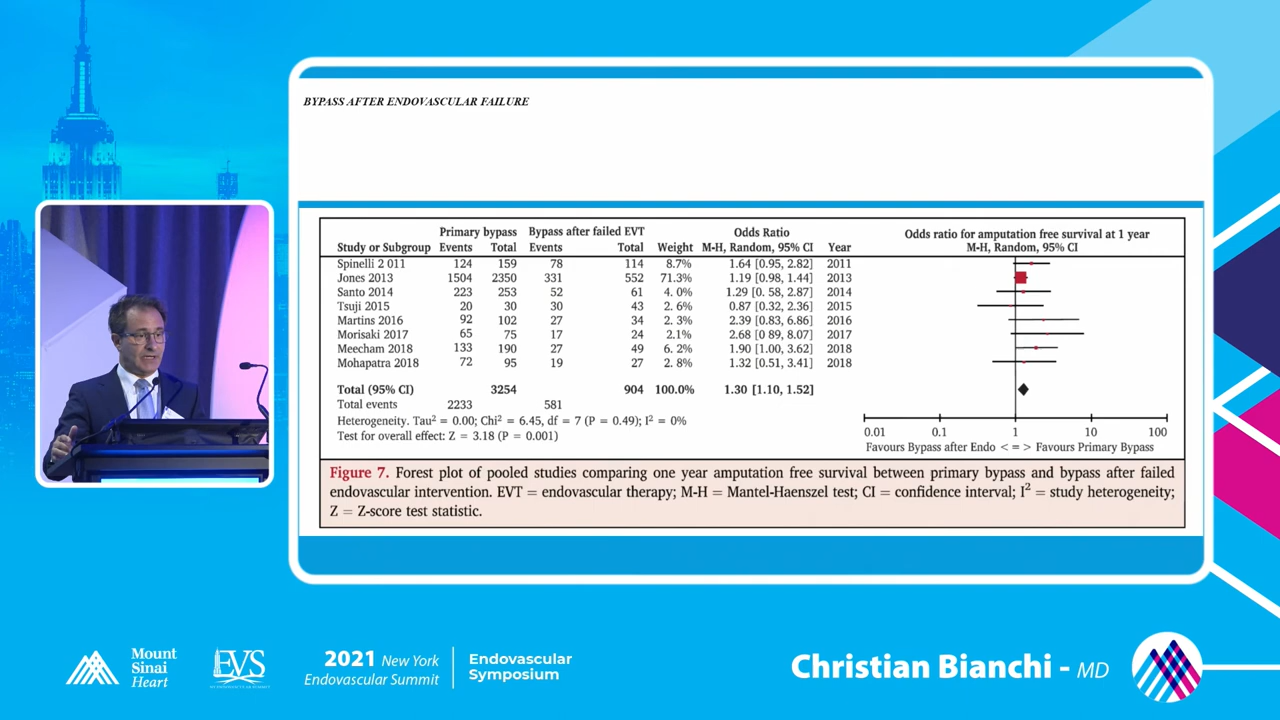 BYPASS AFTER ENDOVASCULAR FAILURE
Primary bypass Bypass after failed EVT Odds Ratio Odds ratio for amputation free survival at 1 year
Study or Subgroup Events Total Events Total Weight M-H, Random, 95% CI Year M-H, Random, 95% CI
Spinelli 2 011 124 159 78 114 8.7% 1.64 [0.95, 2.82] 2011
Jones 2013 1504 2350 331 552 71.3% 1.19 [0.98, 1.44] 2013
Santo 2014 223 253 52 61 4. 0% 1.29 [0. 58, 2.87] 2014
Tsuji 2015 20 30 30 43 2. 6% 0.87 [0.32, 2.36] 2015
Martins 2016 92 102 27 34 2. 3% 2.39 [0.83, 6.86] 2016
Morisaki 2017 65 75 17 24 2.1% 2.68 [0 89, 8.07] 2017
Meecham 2018 133 190 27 49 6.2% 1.90 [1.00, 3.62] 2018
Mohapatra 2018 72 95 19 27 2. 8% 1.32 [0.51, 3.41] 2018
Total (95% CI) 3254 904 100.0% 1.30 [1.10, 1.52]
Total events 2233 581
Heterogeneity. Tau² = 0.00; Chi² = 6.45, df = 7 (P = 0.49); I² = 0%
Test for overall effect: Z = 3.18 (P = 0.001)
0.01 0.1 1 10 100
Favours Bypass after Endo < = > Favours Primary Bypass
Figure 7. Forest plot of pooled studies comparing one year amputation free survival between primary bypass and bypass after failed
endovascular intervention. EVT = endovascular therapy; M-H = Mantel-Haenszel test; CI = confidence interval; I² = study heterogeneity;
Z = Z-score test statistic.
Mount
Sinai
Heart
EVS
2021 New York
Endovascular Summit
Endovascular
Symposium
Christian Bianchi - MD